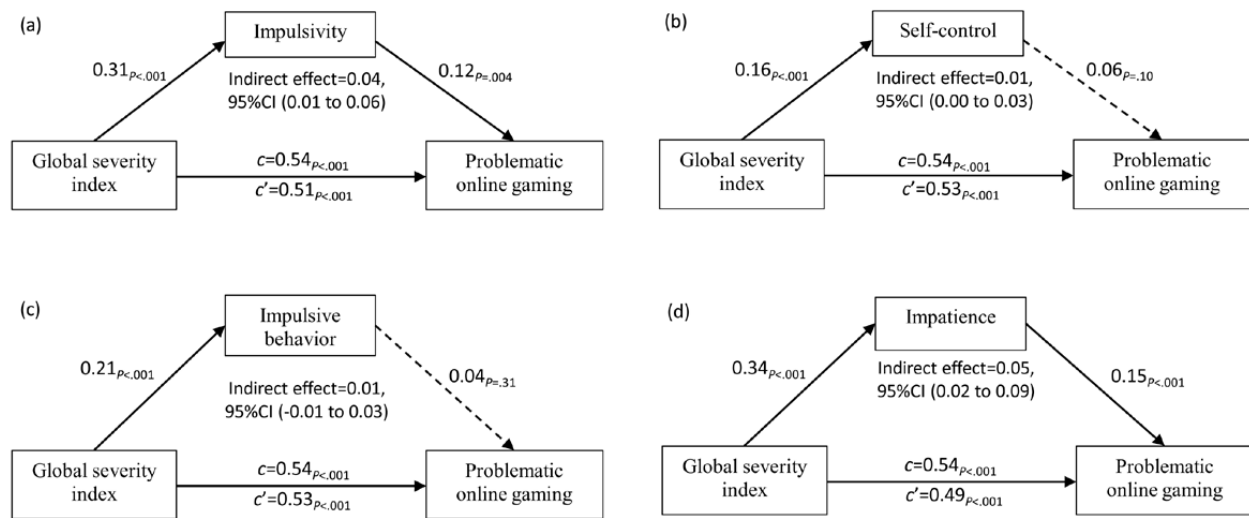 (a)
Impulsivity
0.31P<.001
0.12P=.004
Indirect effect=0.04,
95%CI (0.01 to 0.06)
Global severity
index
c=0.54P<.001
c’=0.51P<.001
Problematic
online gaming
(b)
Self-control
0.16P<.001
0.06P=.10
Indirect effect=0.01,
95%CI (0.00 to 0.03)
Global severity
index
c=0.54P<.001
c’=0.53P<.001
Problematic
online gaming
(c)
Impulsive
behavior
0.21P<.001
0.04P=.31
Indirect effect=0.01,
95%CI (-0.01 to 0.03)
Global severity
index
c=0.54P<.001
c’=0.53P<.001
Problematic
online gaming
(d)
Impatience
0.34P<.001
0.15P<.001
Indirect effect=0.05,
95%CI (0.02 to 0.09)
Global severity
index
c=0.54P<.001
c’=0.49P<.001
Problematic
online gaming